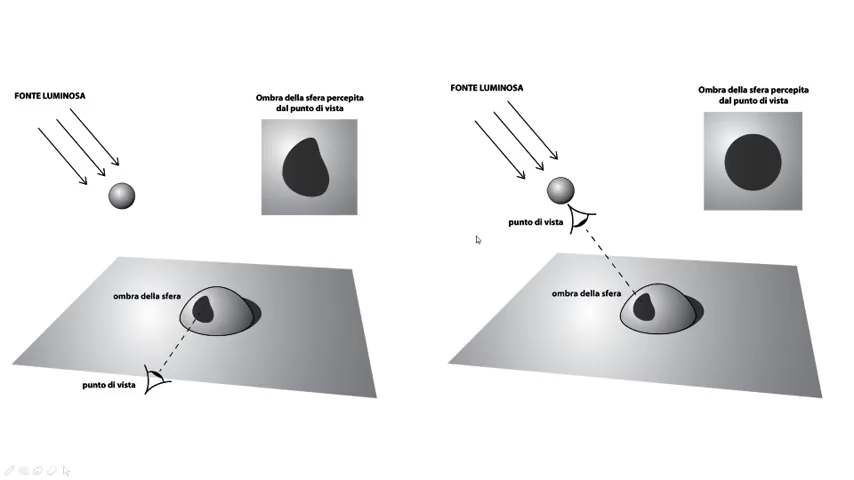 FONTE LUMINOSA
Ombra della sfera percepita
dal punto di vista
ombra della sfera
punto di vista
FONTE LUMINOSA
Ombra della sfera percepita
dal punto di vista
punto di vista
ombra della sfera